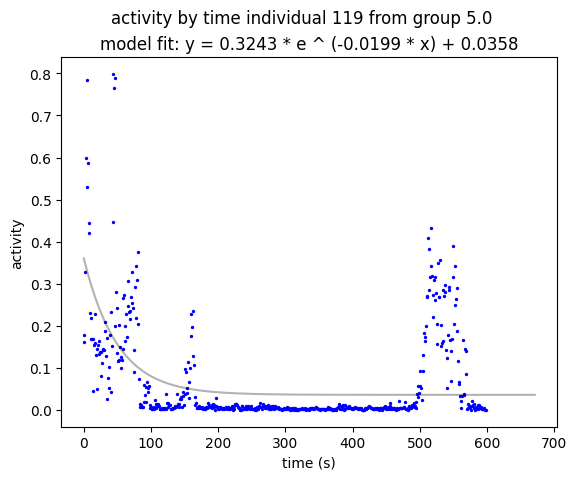 activity by time individual 119 from group 5.0
model fit: y = 0.3243 * e ^ (-0.0199 * x) + 0.0358
0.8
0.7
0.6
0.5
0.4
0.3
0.2
0.1
0.0
activity
0 100 200 300 400 500 600 700
time (s)